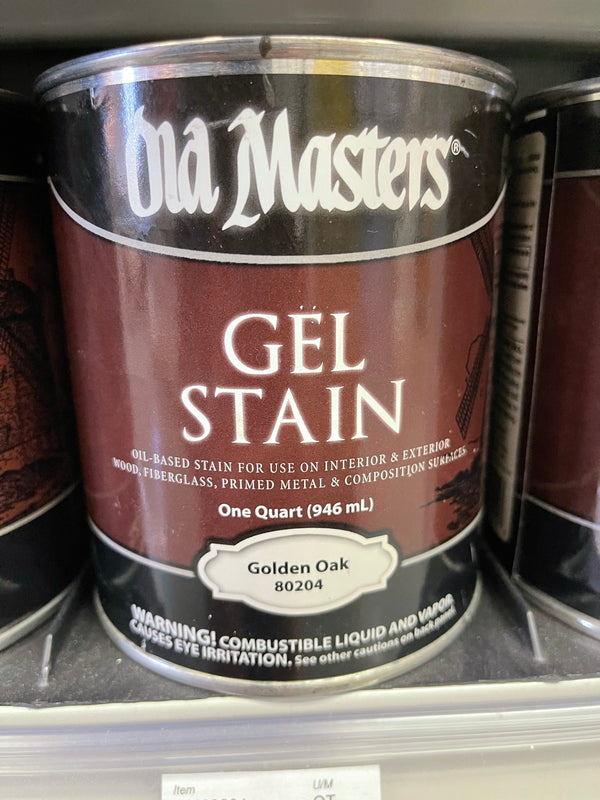 Old Masters®
GEL
STAIN
OIL-BASED STAIN FOR USE ON INTERIOR & EXTERIOR
WOOD, FIBERGLASS, PRIMED METAL & COMPOSITION SURFACES
One Quart (946 mL)
Golden Oak
80204
WARNING! COMBUSTIBLE LIQUID AND VAPOR
CAUSES EYE IRRITATION. See other cautions on back panel.
Item
U/M
QT